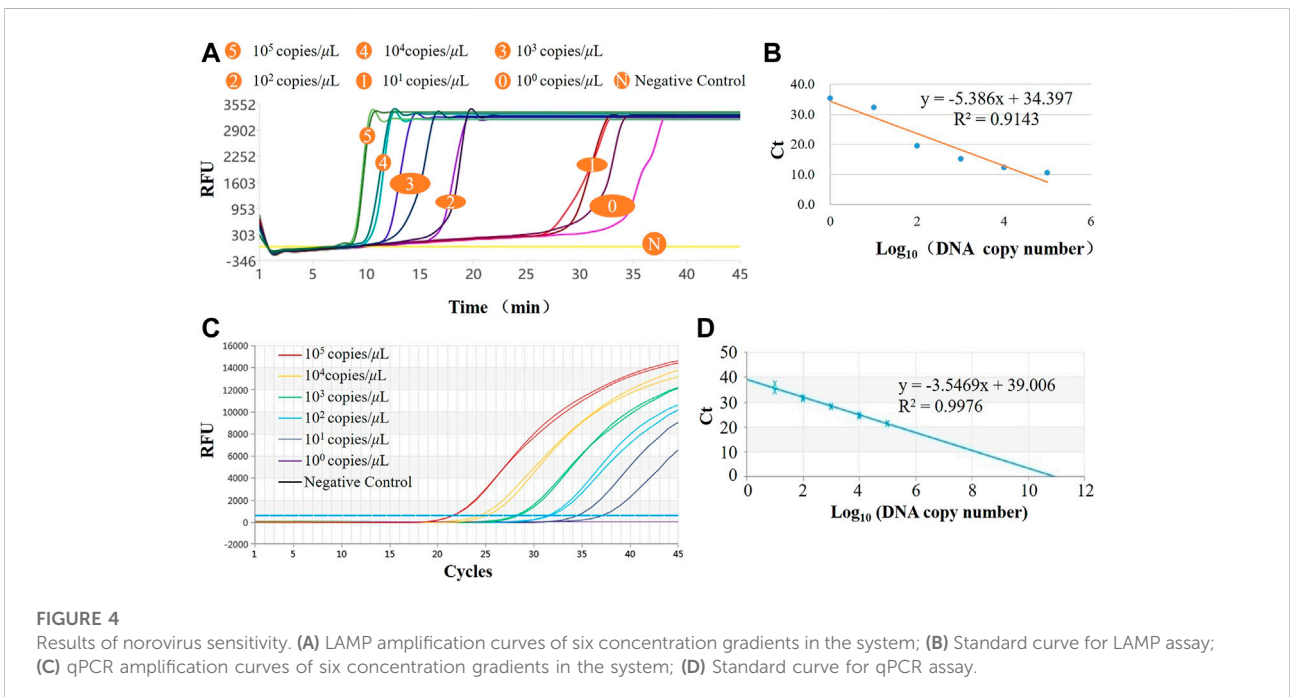 A 5 10⁵ copies/μL 4 10⁴copies/μL 3 10³ copies/μL
2 10² copies/μL 1 10¹ copies/μL 0 10⁰ copies/μL N Negative Control
3552
2902
2252
1603
953
303
-346
RFU
5
4
3
2
1
0
N
1 5 10 15 20 25 30 35 40 45
Time （min）
B
40.0
30.0
20.0
10.0
0.0
Ct
y = -5.386x + 34.397
R² = 0.9143
0 2 4 6
Log₁₀（DNA copy number）
C
16000
14000
12000
10000
8000
6000
4000
2000
0
-2000
RFU
10⁵ copies/μL
10⁴copies/μL
10³ copies/μL
10² copies/μL
10¹ copies/μL
10⁰ copies/μL
Negative Control
1 5 10 15 20 25 30 35 40 45
Cycles
D
50
40
30
20
10
0
Ct
y = -3.5469x + 39.006
R² = 0.9976
0 2 4 6 8 10 12
Log₁₀ (DNA copy number)
FIGURE 4
Results of norovirus sensitivity. (A) LAMP amplification curves of six concentration gradients in the system; (B) Standard curve for LAMP assay;
(C) qPCR amplification curves of six concentration gradients in the system; (D) Standard curve for qPCR assay.